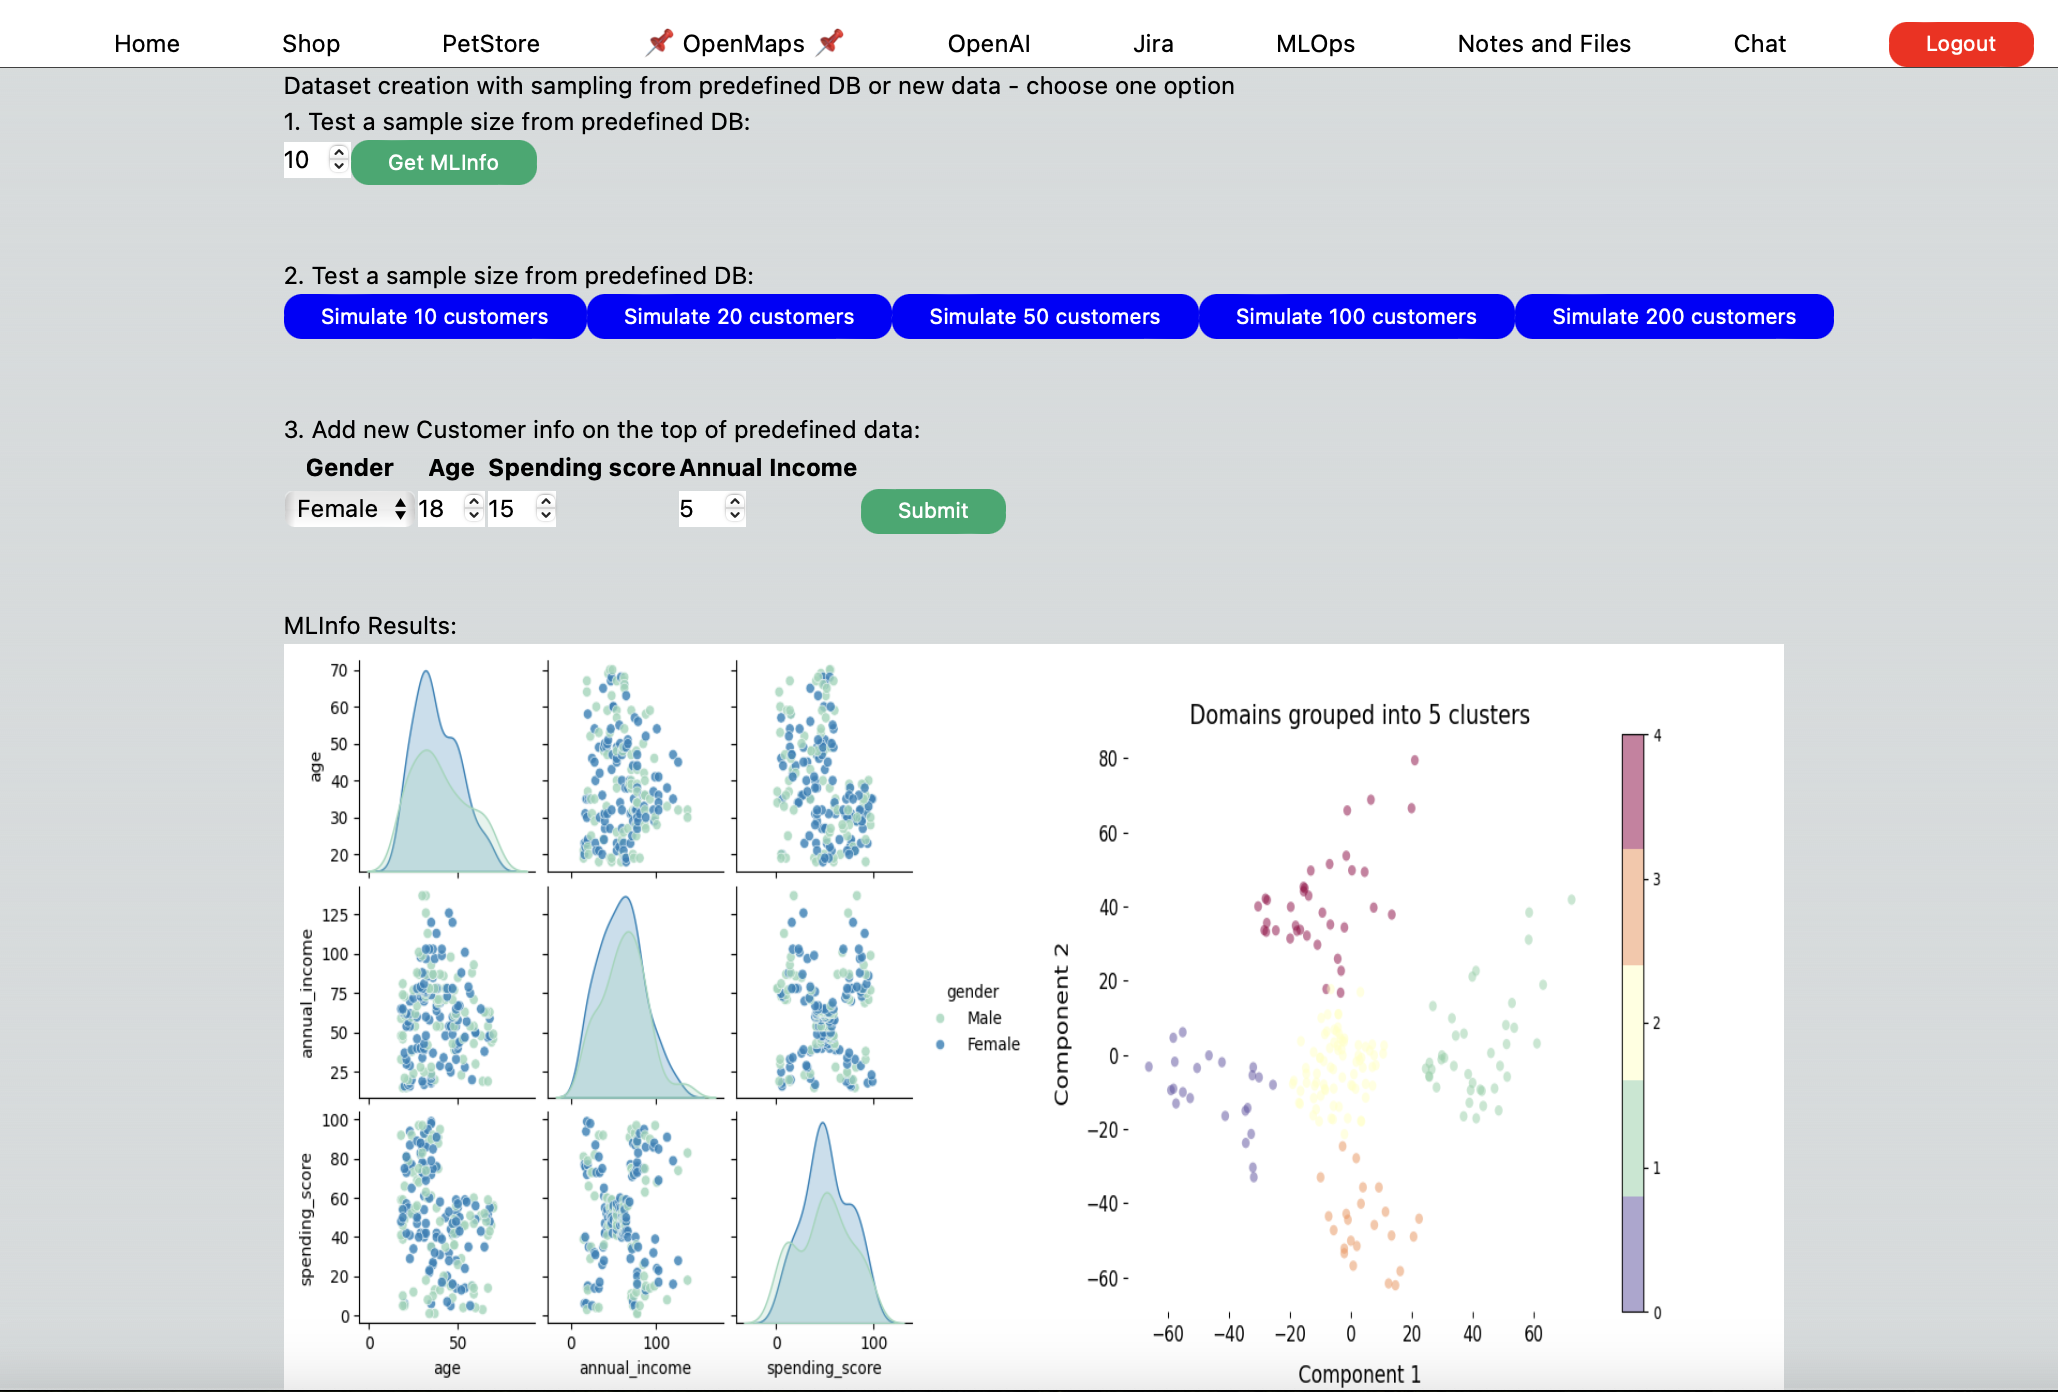 Home Shop PetStore 📌 OpenMaps 📌 OpenAI Jira MLOps Notes and Files Chat Logout
Dataset creation with sampling from predefined DB or new data - choose one option
1. Test a sample size from predefined DB:
10 Get MLInfo
2. Test a sample size from predefined DB:
Simulate 10 customers Simulate 20 customers Simulate 50 customers Simulate 100 customers Simulate 200 customers
3. Add new Customer info on the top of predefined data:
Gender Age Spending score Annual Income
Female 18 15 5 Submit
MLInfo Results:
70
60
50
40
30
20
age
125
100
75
50
25
annual_income
100
80
60
40
20
0
spending_score
0 50
age
0 100
annual_income
0 100
spending_score
gender
Male
Female
Domains grouped into 5 clusters
80
60
40
20
0
−20
−40
−60
Component 2
−60 −40 −20 0 20 40 60
Component 1
4
3
2
1
0